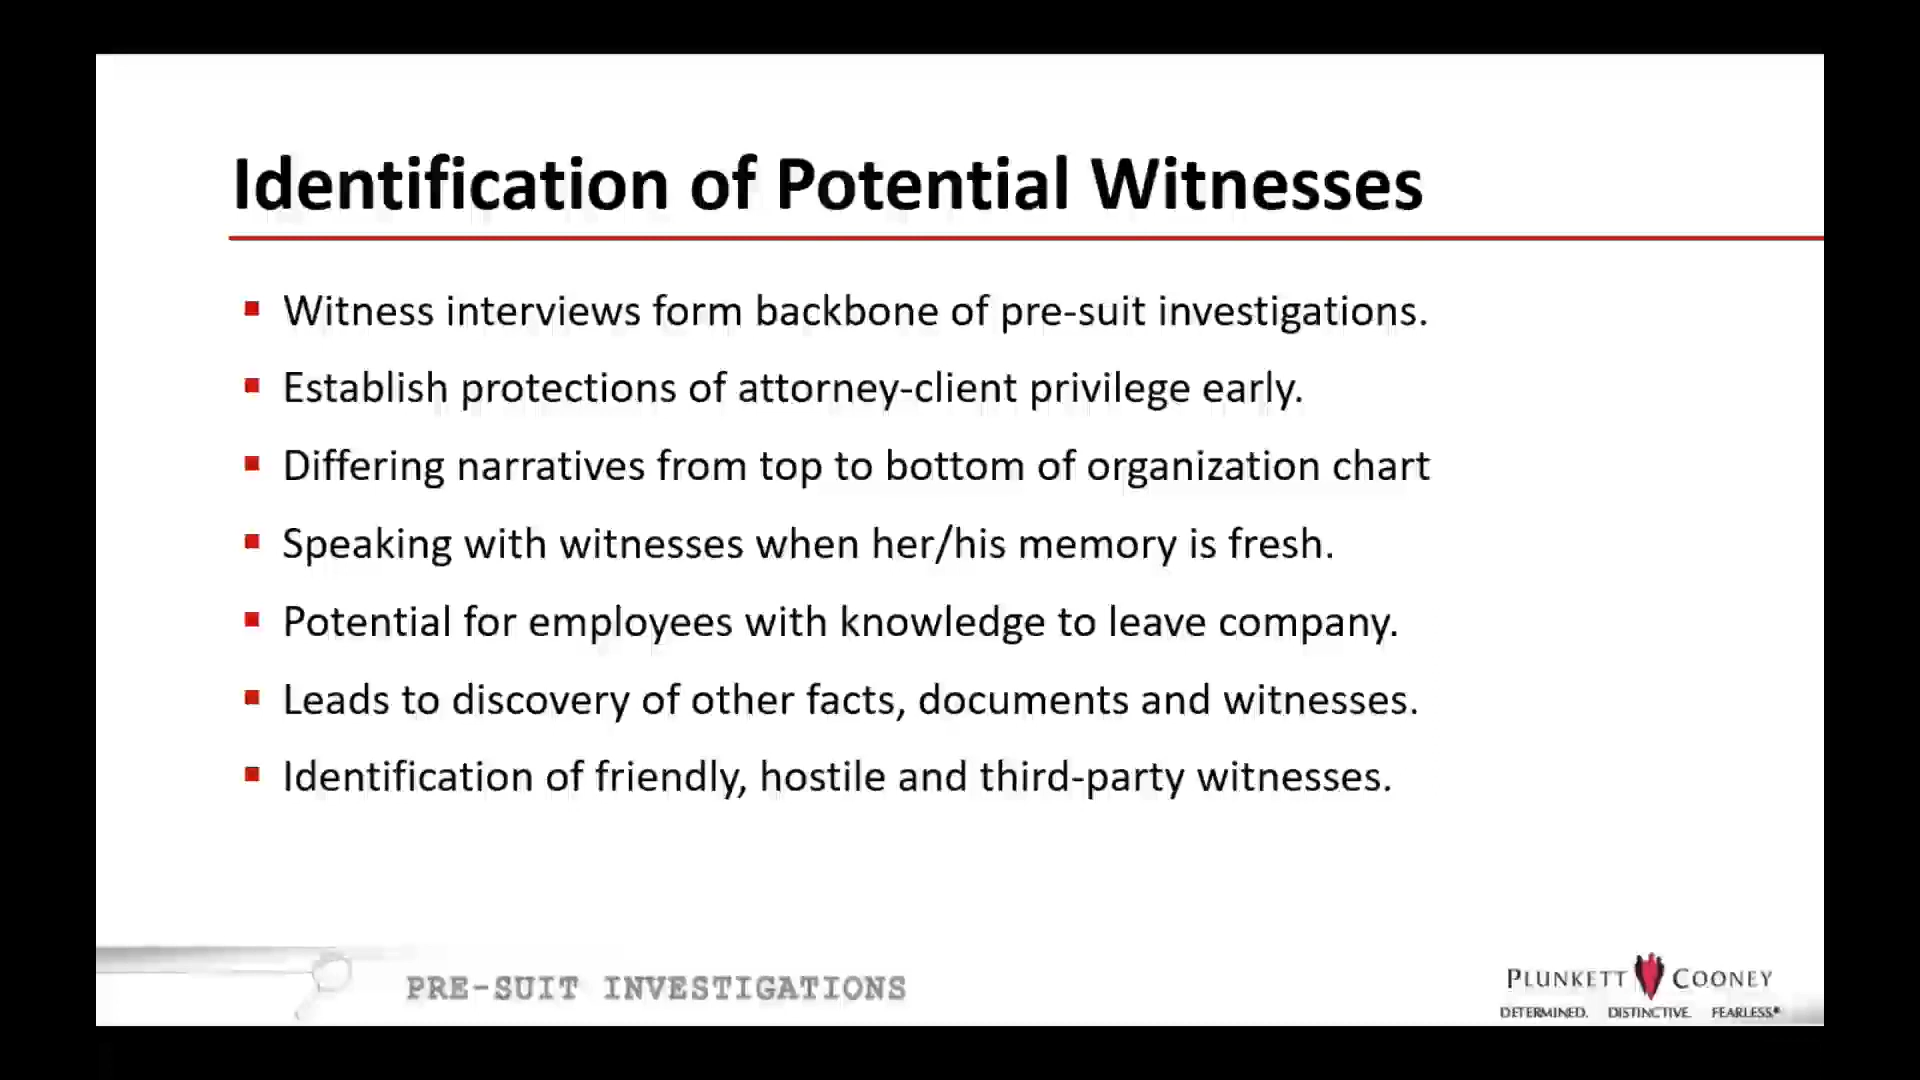 Identification of Potential Witnesses
Witness interviews form backbone of pre-suit investigations.
Establish protections of attorney-client privilege early.
Differing narratives from top to bottom of organization chart
Speaking with witnesses when her/his memory is fresh.
Potential for employees with knowledge to leave company.
Leads to discovery of other facts, documents and witnesses.
Identification of friendly, hostile and third-party witnesses.
PRE-SUIT INVESTIGATIONS
PLUNKETT COONEY
DETERMINED. DISTINCTIVE. FEARLESS.®